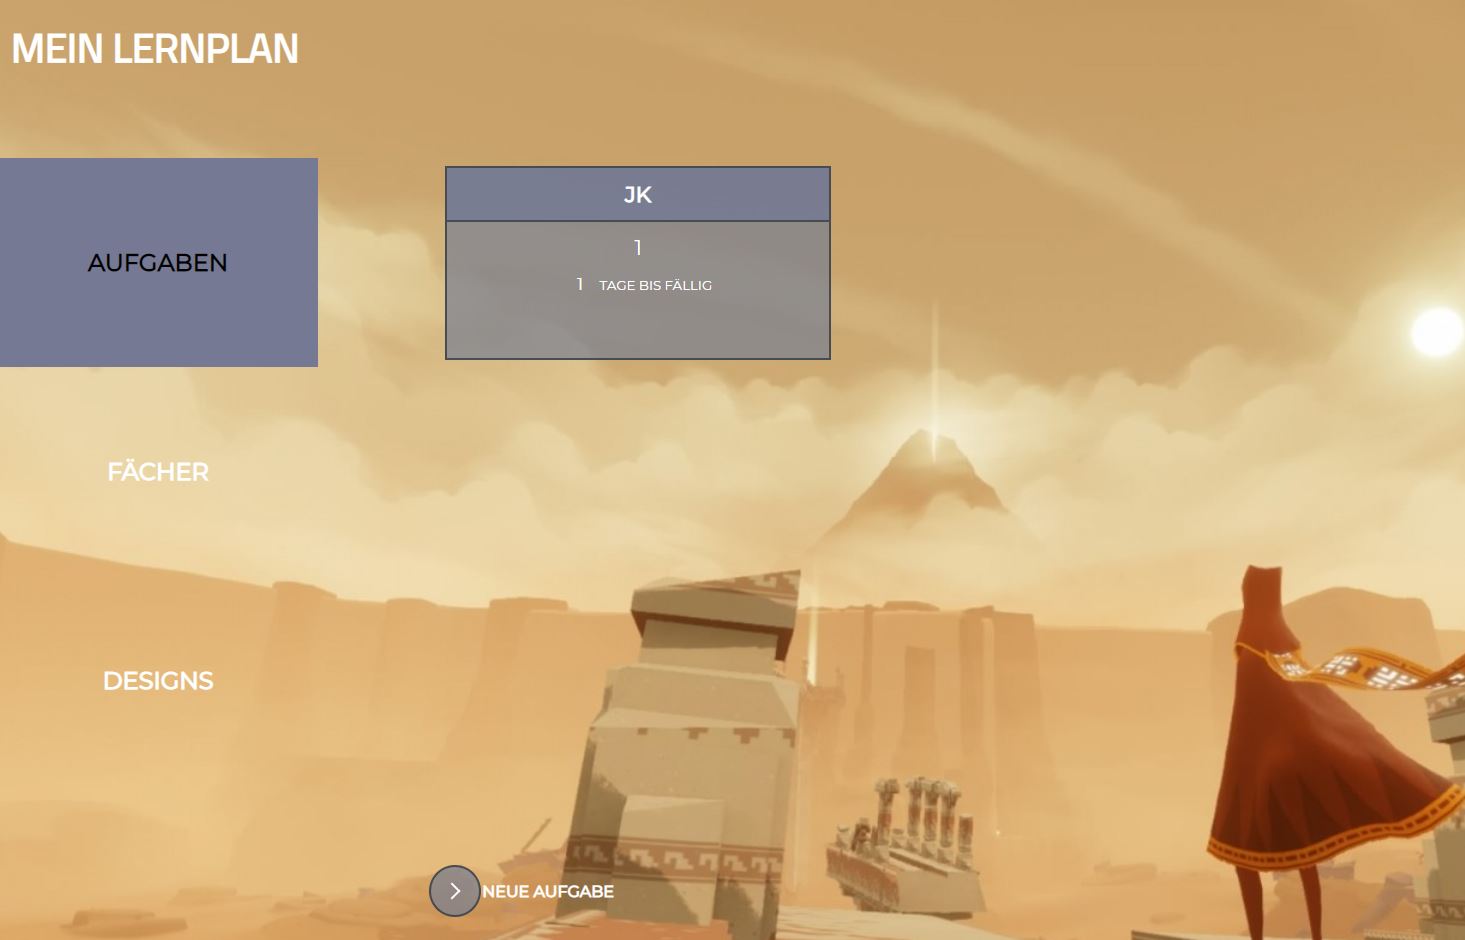 MEIN LERNPLAN
AUFGABEN
FÄCHER
DESIGNS
JK
1
1 TAGE BIS FÄLLIG
NEUE AUFGABE